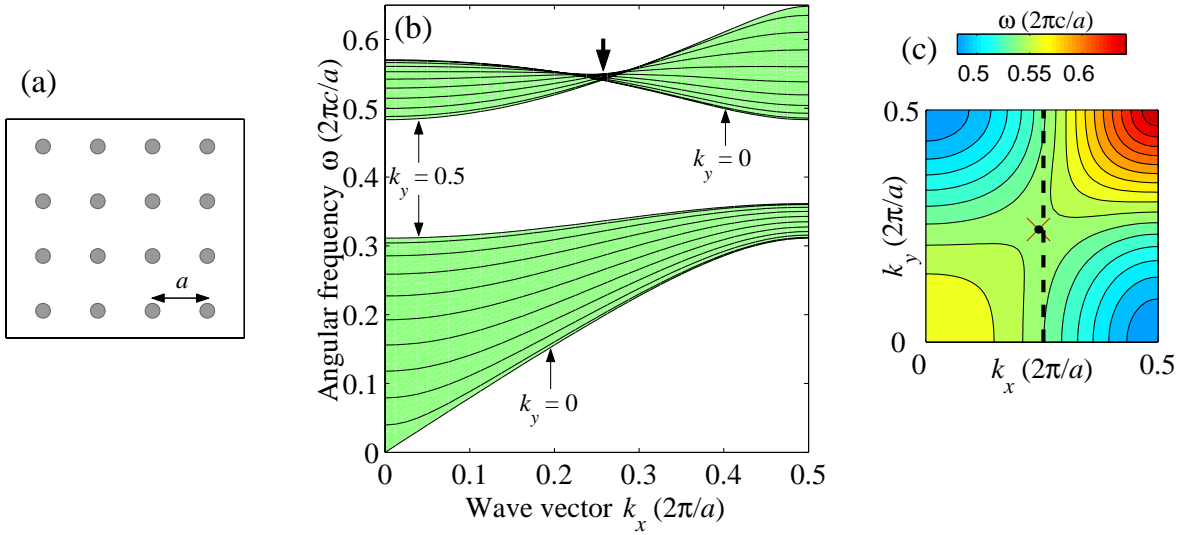 (a)
a
(b)
Angular frequency ω (2πc/a)
0.6
0.5
0.4
0.3
0.2
0.1
0
k_y = 0.5
k_y = 0
k_y = 0
0 0.1 0.2 0.3 0.4 0.5
Wave vector k_x (2π/a)
(c)
ω (2πc/a)
0.5 0.55 0.6
0.5
k_y (2π/a)
0
0 0.5
k_x (2π/a)